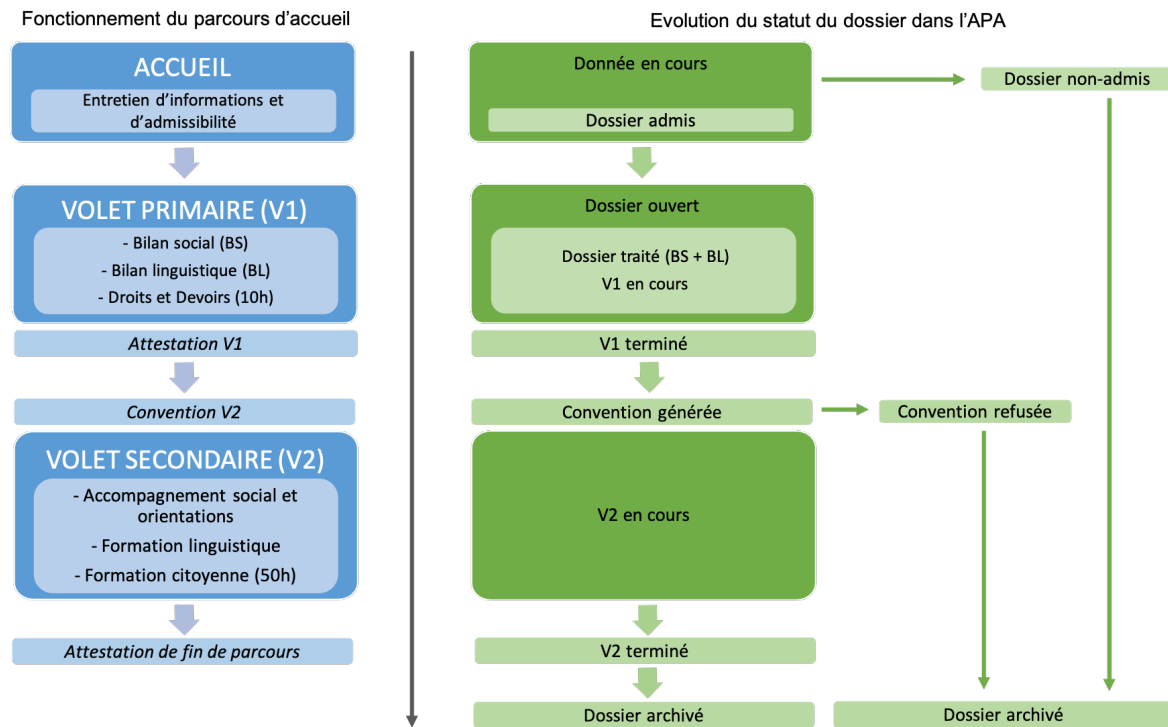 Fonctionnement du parcours d’accueil
ACCUEIL
Entretien d’informations et
d’admissibilité
VOLET PRIMAIRE (V1)
- Bilan social (BS)
- Bilan linguistique (BL)
- Droits et Devoirs (10h)
Attestation V1
Convention V2
VOLET SECONDAIRE (V2)
- Accompagnement social et
orientations
- Formation linguistique
- Formation citoyenne (50h)
Attestation de fin de parcours
Evolution du statut du dossier dans l’APA
Donnée en cours
Dossier admis
Dossier non-admis
Dossier ouvert
Dossier traité (BS + BL)
V1 en cours
V1 terminé
Convention générée
Convention refusée
V2 en cours
V2 terminé
Dossier archivé
Dossier archivé